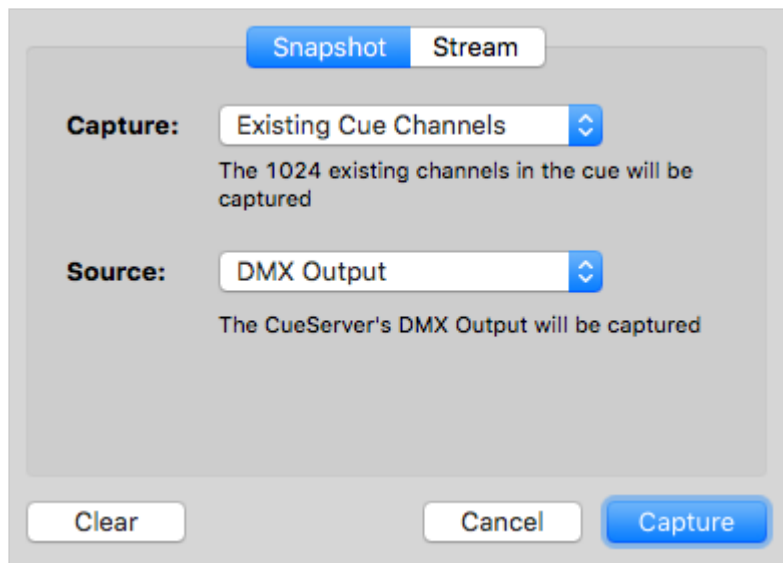 Snapshot Stream
Capture: Existing Cue Channels
The 1024 existing channels in the cue will be
captured
Source: DMX Output
The CueServer's DMX Output will be captured
Clear Cancel Capture